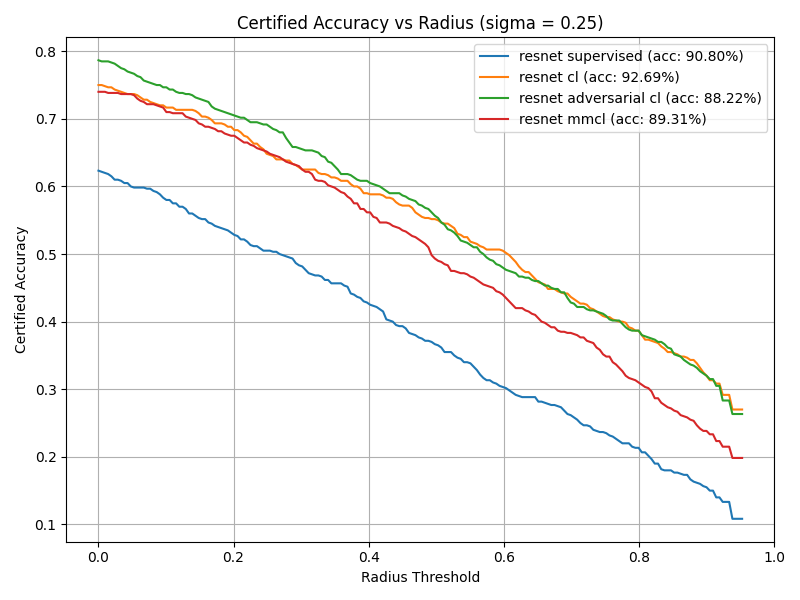 Certified Accuracy vs Radius (sigma = 0.25)
resnet supervised (acc: 90.80%)
resnet cl (acc: 92.69%)
resnet adversarial cl (acc: 88.22%)
resnet mmcl (acc: 89.31%)
Certified Accuracy
0.8
0.7
0.6
0.5
0.4
0.3
0.2
0.1
0.0 0.2 0.4 0.6 0.8 1.0
Radius Threshold